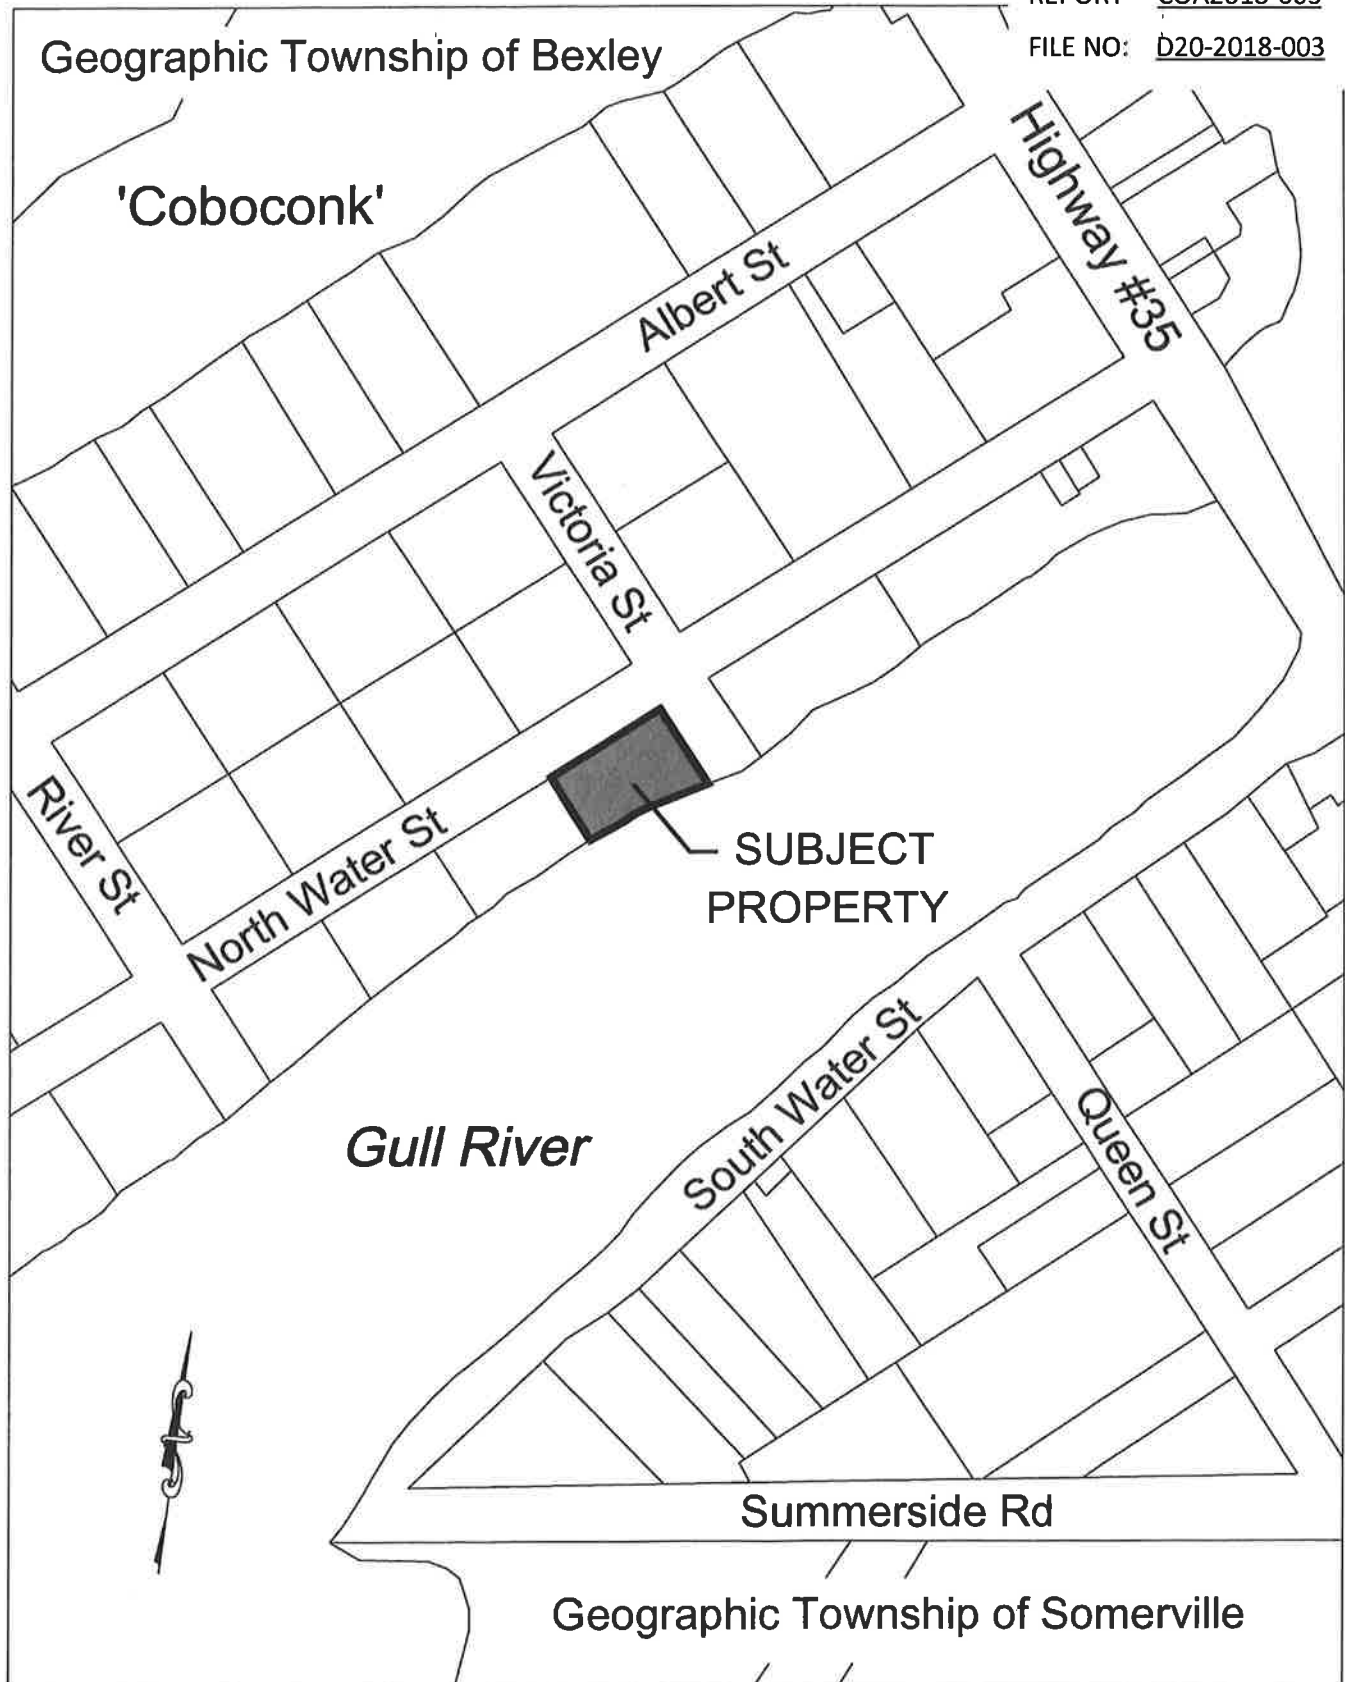 FILE NO: D20-2018-003
Geographic Township of Bexley
'Coboconk'
Highway #35
Albert St
Victoria St
River St
North Water St
SUBJECT
PROPERTY
Gull River
South Water St
Queen St
Summerside Rd
Geographic Township of Somerville